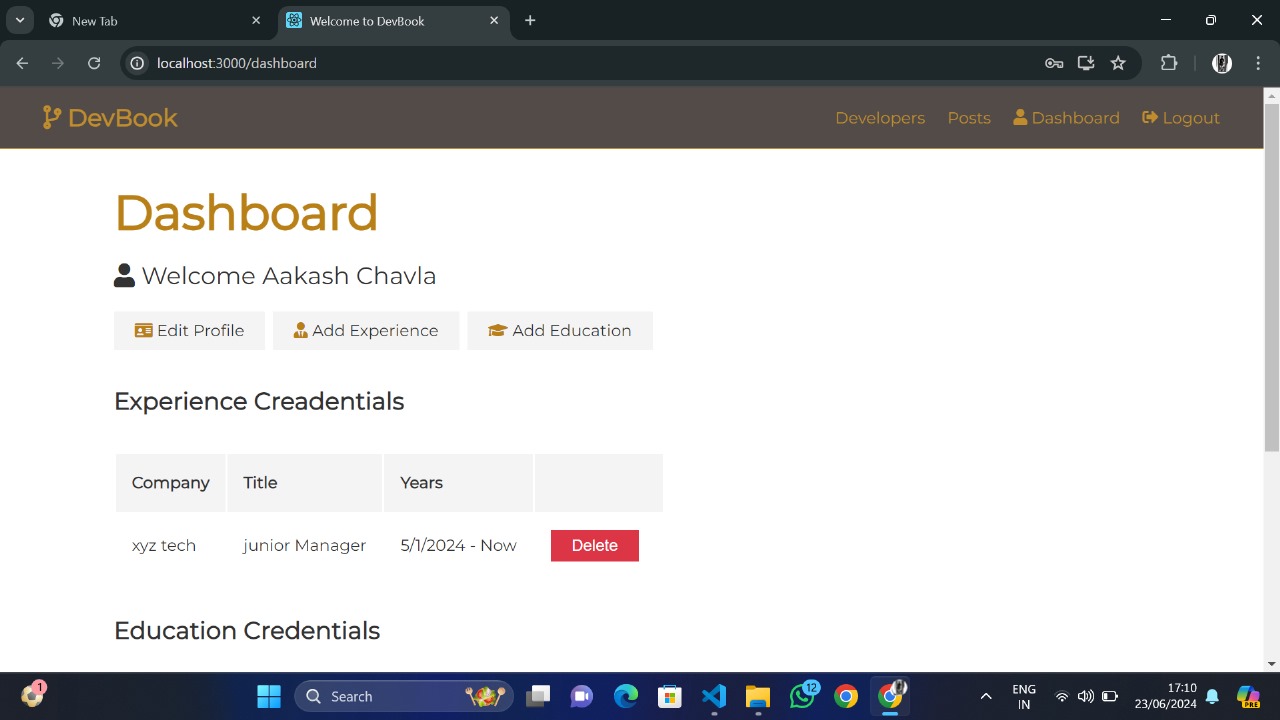 New Tab
Welcome to DevBook
localhost:3000/dashboard
DevBook
Developers Posts Dashboard Logout
Dashboard
Welcome Aakash Chavla
Edit Profile Add Experience Add Education
Experience Creadentials
Company Title Years
xyz tech junior Manager 5/1/2024 - Now Delete
Education Credentials
1
Search
12
ENG
IN
17:10
23/06/2024
PRE